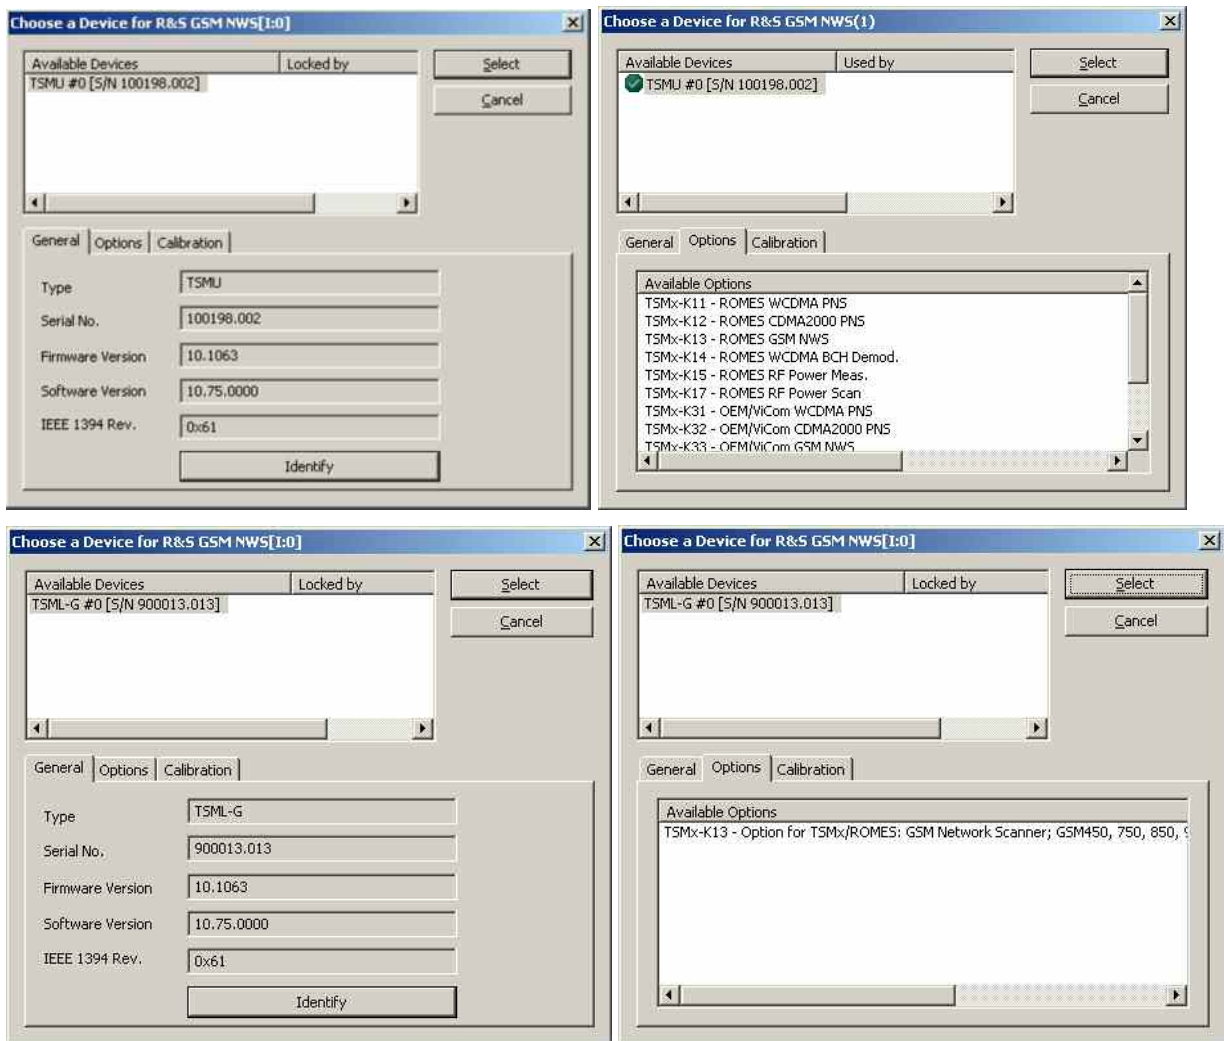 Choose a Device for R&S GSM NWS[I:0]
Available Devices Locked by
TSMU #0 [S/N 100198.002]
Select
Cancel
General Options Calibration
Type TSMU
Serial No. 100198.002
Firmware Version 10.1063
Software Version 10.75.0000
IEEE 1394 Rev. 0x61
Identify
Choose a Device for R&S GSM NWS(1)
Available Devices Used by
TSMU #0 [S/N 100198.002]
Select
Cancel
General Options Calibration
Available Options
TSMx-K11 - ROMES WCDMA PNS
TSMx-K12 - ROMES CDMA2000 PNS
TSMx-K13 - ROMES GSM NWS
TSMx-K14 - ROMES WCDMA BCH Demod.
TSMx-K15 - ROMES RF Power Meas.
TSMx-K17 - ROMES RF Power Scan
TSMx-K31 - OEM/ViCom WCDMA PNS
TSMx-K32 - OEM/ViCom CDMA2000 PNS
TSMx-K33 - OEM/ViCom GSM NWS
Choose a Device for R&S GSM NWS[I:0]
Available Devices Locked by
TSML-G #0 [S/N 900013.013]
Select
Cancel
General Options Calibration
Type TSML-G
Serial No. 900013.013
Firmware Version 10.1063
Software Version 10.75.0000
IEEE 1394 Rev. 0x61
Identify
Choose a Device for R&S GSM NWS[I:0]
Available Devices Locked by
TSML-G #0 [S/N 900013.013]
Select
Cancel
General Options Calibration
Available Options
TSMx-K13 - Option for TSMx/ROMES: GSM Network Scanner; GSM450, 750, 850,